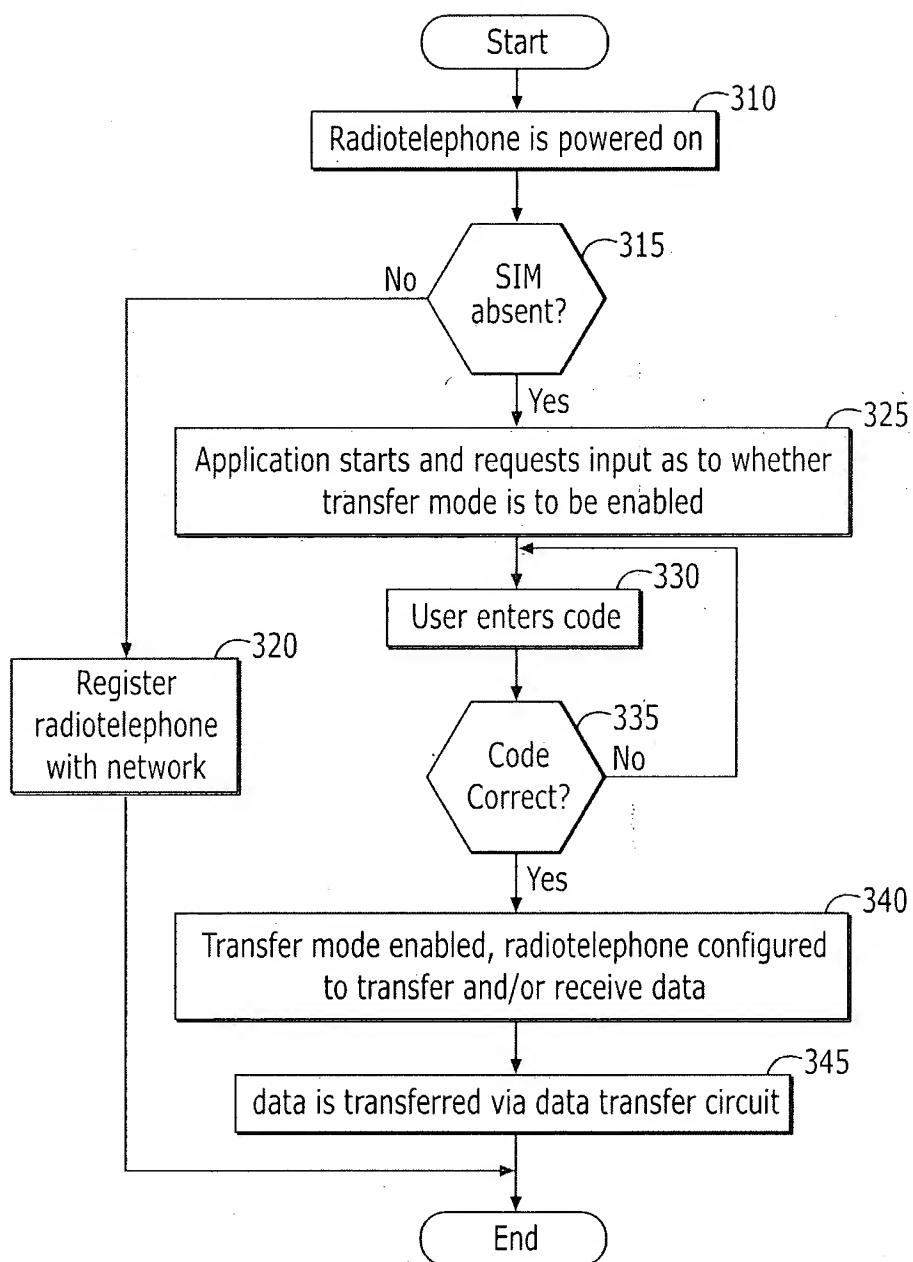 Start
310
Radiotelephone is powered on
315
SIM
absent?
No
Yes
325
Application starts and requests input as to whether
transfer mode is to be enabled
330
User enters code
320
Register
radiotelephone
with network
335
Code
Correct?
No
Yes
340
Transfer mode enabled, radiotelephone configured
to transfer and/or receive data
345
data is transferred via data transfer circuit
End